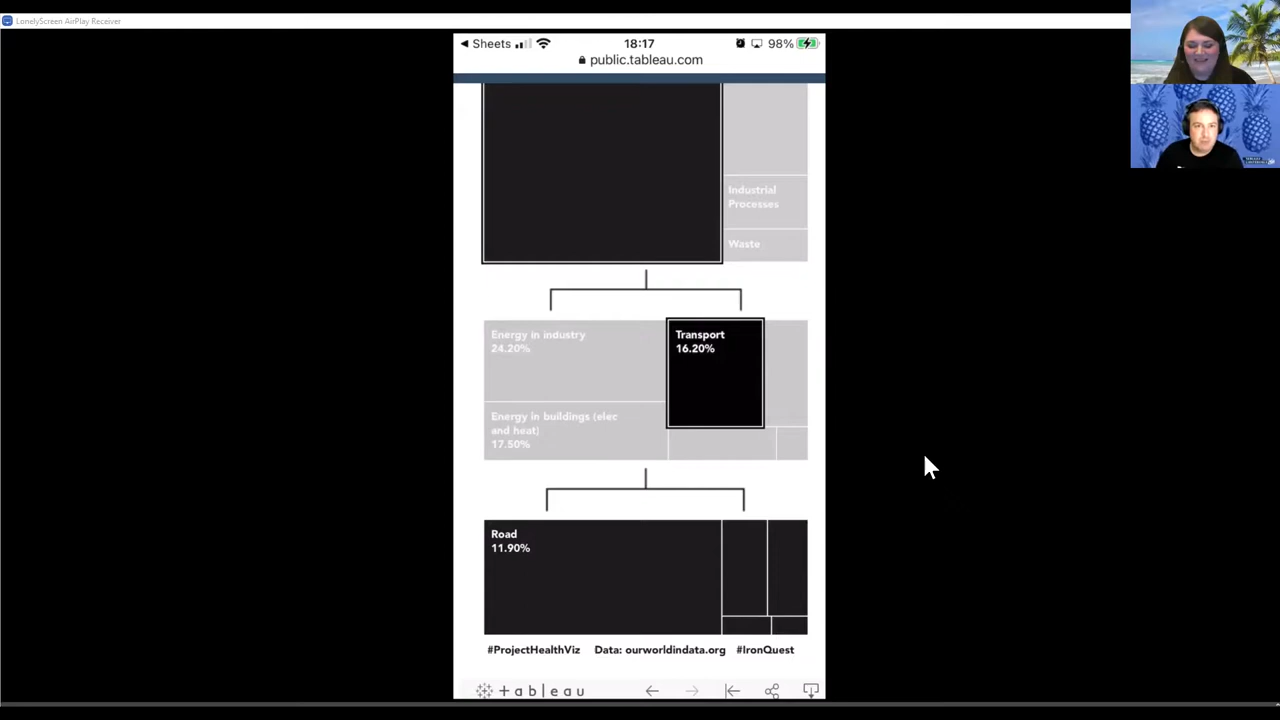 LonelyScreen AirPlay Receiver
Sheets
18:17
98%
public.tableau.com
Industrial
Processes
Waste
Energy in industry
24.20%
Transport
16.20%
Energy in buildings (elec
and heat)
17.50%
Road
11.90%
#ProjectHealthViz Data: ourworldindata.org #IronQuest
+ a b l e a u